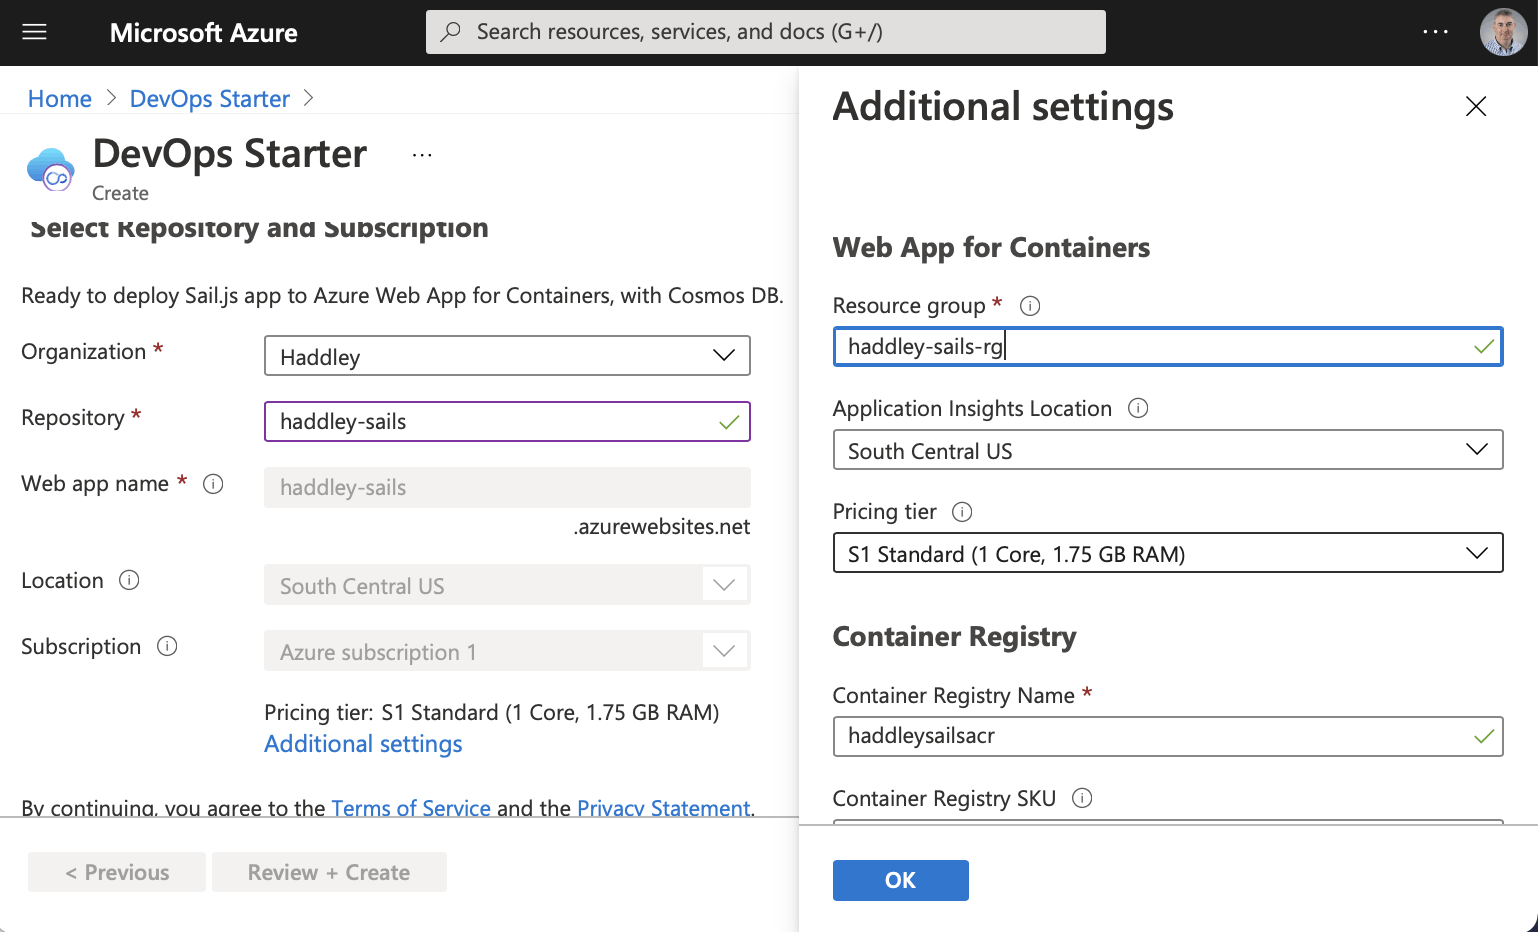 Microsoft Azure
Search resources, services, and docs (G+/)
...
Home > DevOps Starter >
DevOps Starter ...
Create
Select Repository and Subscription
Ready to deploy Sail.js app to Azure Web App for Containers, with Cosmos DB.
Organization *
Haddley
Repository *
haddley-sails
Web app name *
haddley-sails
.azurewebsites.net
Location
South Central US
Subscription
Azure subscription 1
Pricing tier: S1 Standard (1 Core, 1.75 GB RAM)
Additional settings
By continuing, you agree to the Terms of Service and the Privacy Statement.
< Previous
Review + Create
Additional settings
Web App for Containers
Resource group *
haddley-sails-rg
Application Insights Location
South Central US
Pricing tier
S1 Standard (1 Core, 1.75 GB RAM)
Container Registry
Container Registry Name *
haddleysailsacr
Container Registry SKU
OK